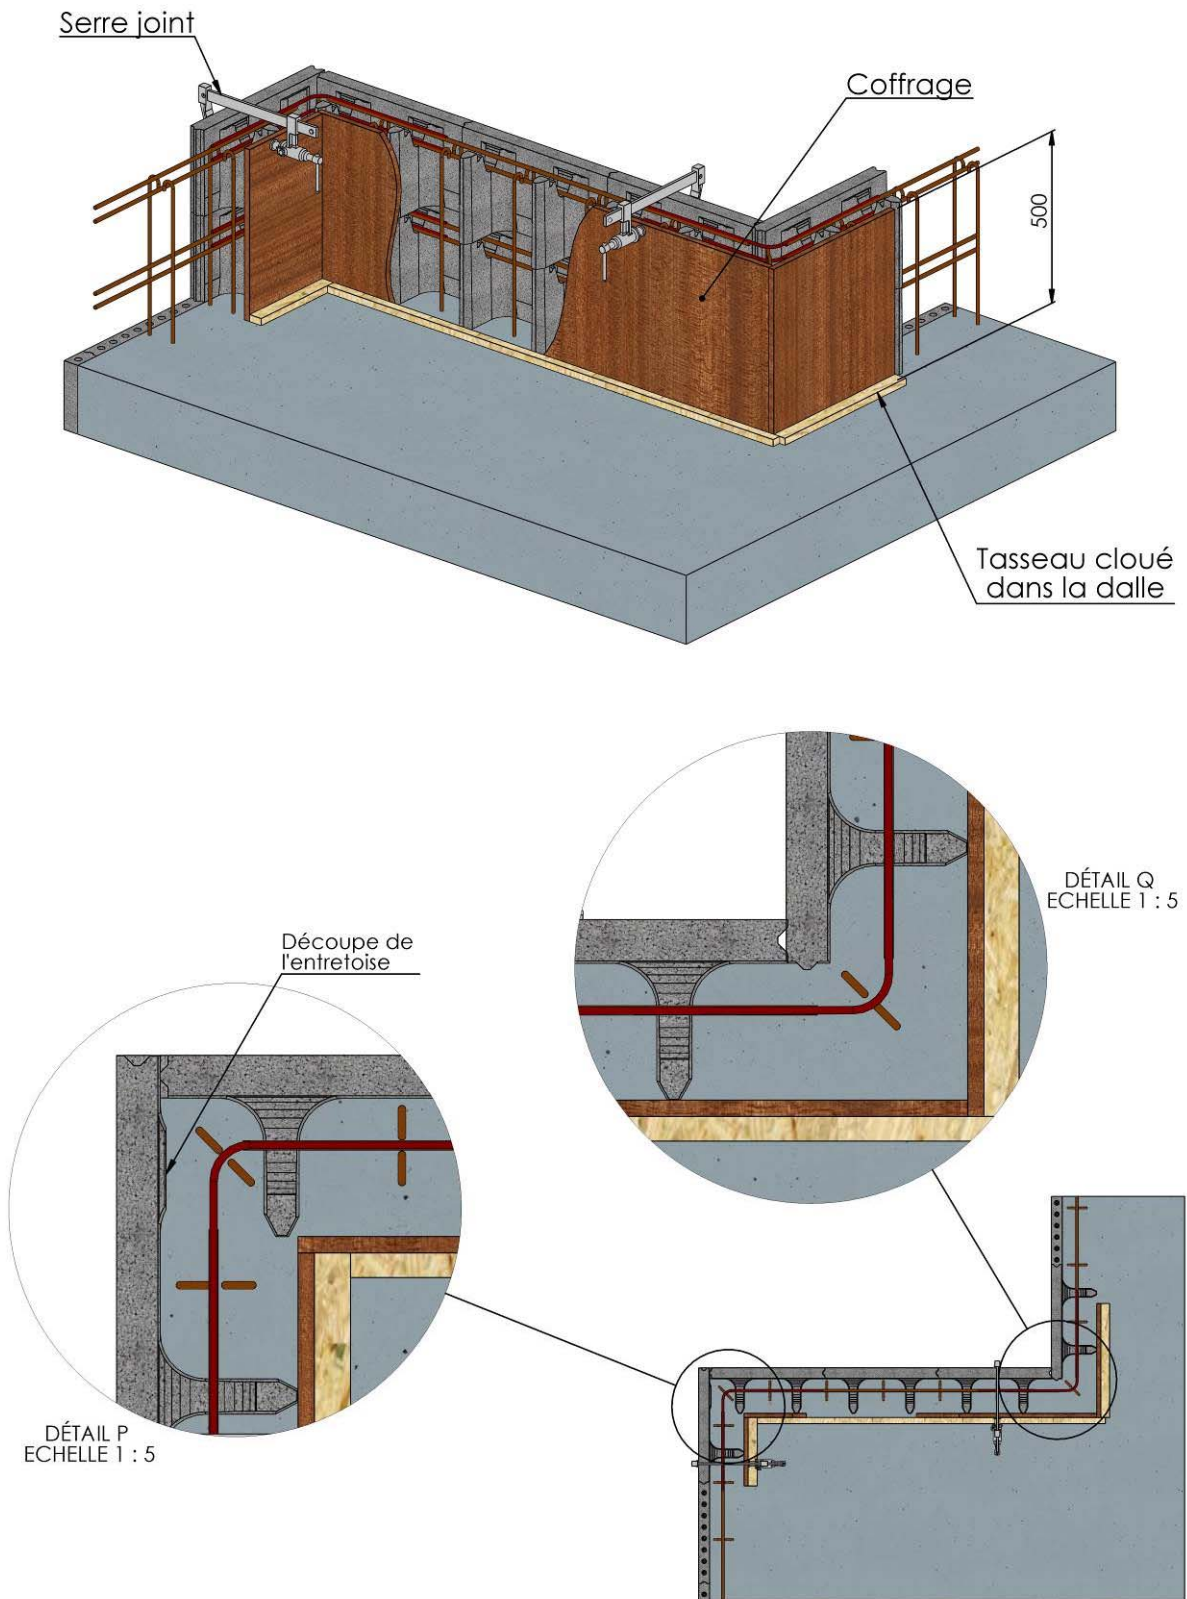 Serre joint
Coffrage
500
Tasseau cloué
dans la dalle
DÉTAIL Q
ECHELLE 1 : 5
Découpe de
l'entretoise
DÉTAIL P
ECHELLE 1 : 5